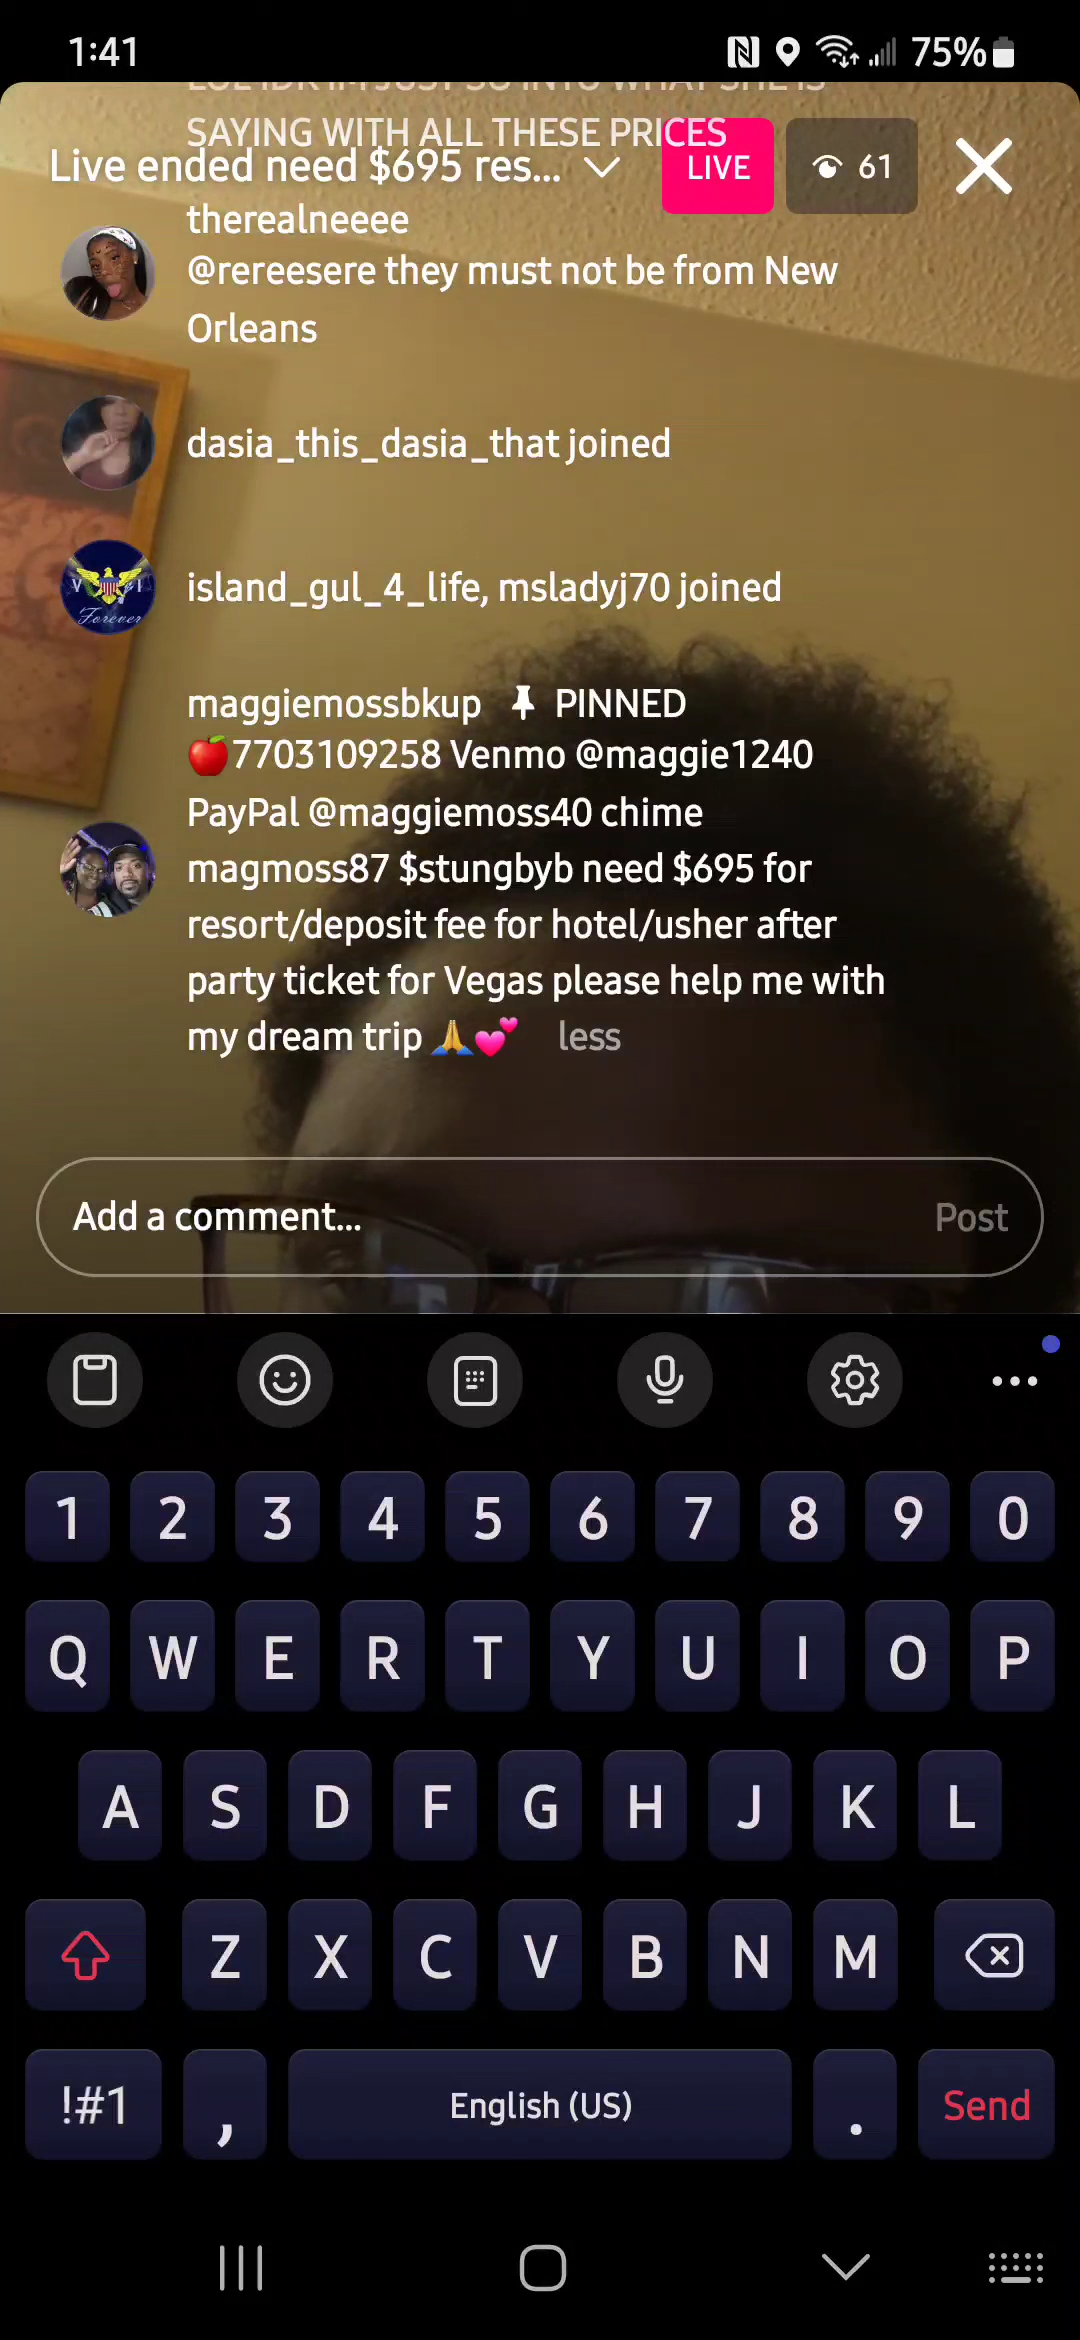 1:41
75%
SAYING WITH ALL THESE PRICES
Live ended need $695 res...
LIVE
61
therealneeee
@rereesere they must not be from New
Orleans
dasia_this_dasia_that joined
V I
Forever
island_gul_4_life, msladyj70 joined
maggiemossbkup 📌 PINNED
🍎7703109258 Venmo @maggie1240
PayPal @maggiemoss40 chime
magmoss87 $stungbyb need $695 for
resort/deposit fee for hotel/usher after
party ticket for Vegas please help me with
my dream trip 🙏💕 less
Add a comment...
Post
1 2 3 4 5 6 7 8 9 0
Q W E R T Y U I O P
A S D F G H J K L
Z X C V B N M
!#1 , English (US) . Send